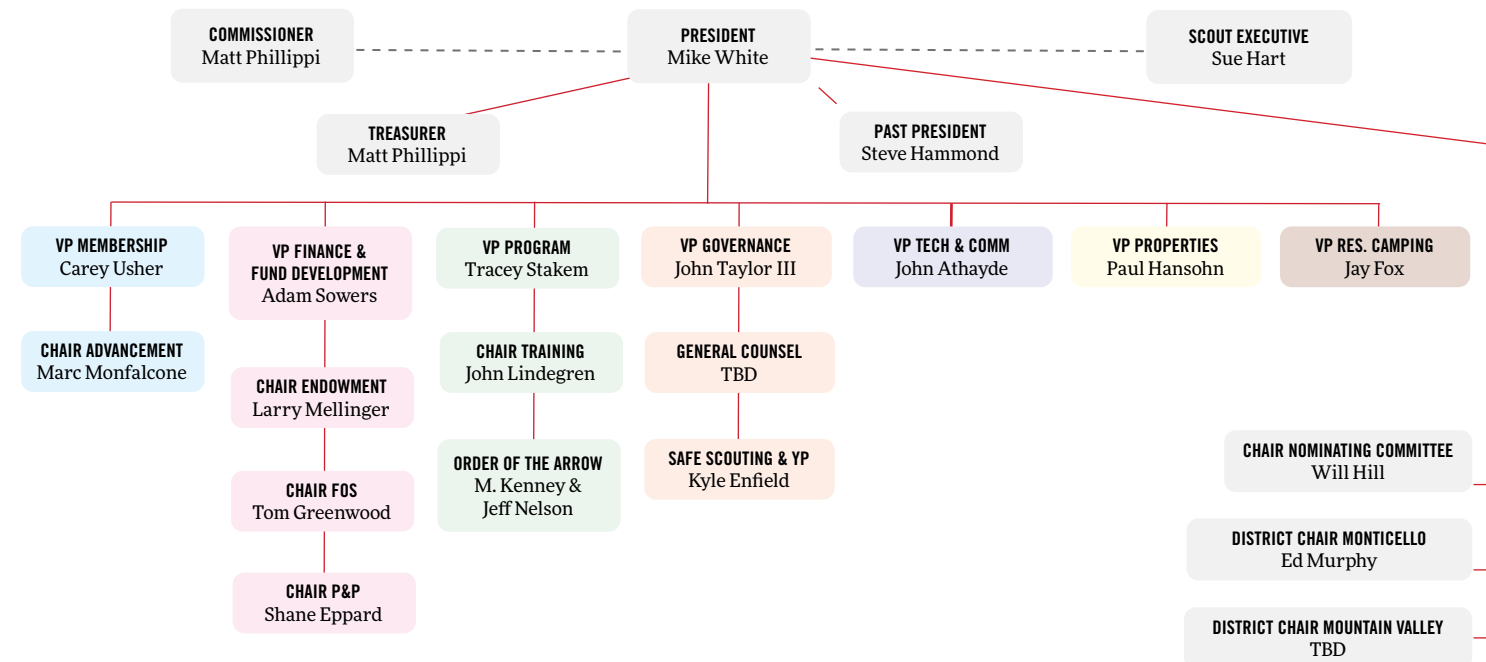 COMMISSIONER
Matt Phillippi
PRESIDENT
Mike White
SCOUT EXECUTIVE
Sue Hart
TREASURER
Matt Phillippi
PAST PRESIDENT
Steve Hammond
VP MEMBERSHIP
Carey Usher
CHAIR ADVANCEMENT
Marc Monfalcone
VP FINANCE &
FUND DEVELOPMENT
Adam Sowers
CHAIR ENDOWMENT
Larry Mellinger
CHAIR FOS
Tom Greenwood
CHAIR P&P
Shane Eppard
VP PROGRAM
Tracey Stakem
CHAIR TRAINING
John Lindegren
ORDER OF THE ARROW
M. Kenney &
Jeff Nelson
VP GOVERNANCE
John Taylor III
GENERAL COUNSEL
TBD
SAFE SCOUTING & YP
Kyle Enfield
VP TECH & COMM
John Athayde
VP PROPERTIES
Paul Hansohn
VP RES. CAMPING
Jay Fox
CHAIR NOMINATING COMMITTEE
Will Hill
DISTRICT CHAIR MONTICELLO
Ed Murphy
DISTRICT CHAIR MOUNTAIN VALLEY
TBD